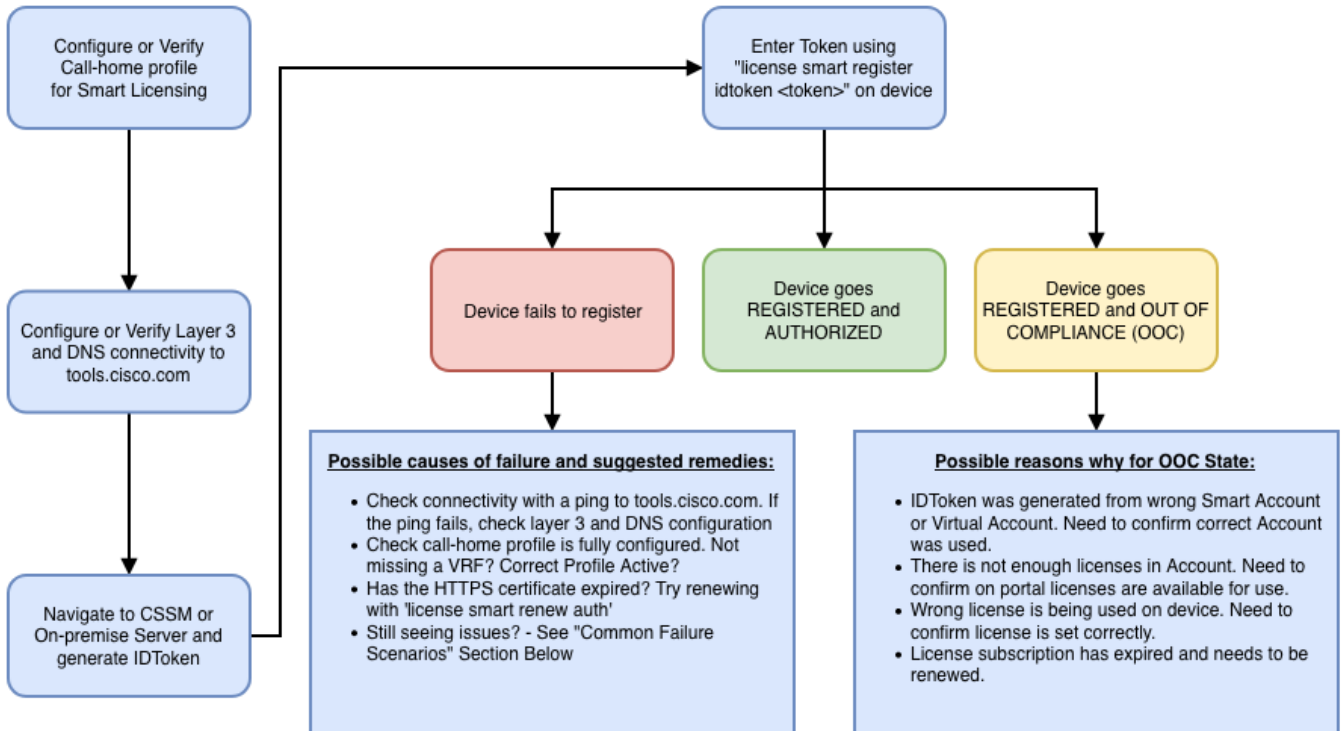 Configure or Verify
Call-home profile
for Smart Licensing
Configure or Verify Layer 3
and DNS connectivity to
tools.cisco.com
Navigate to CSSM or
On-premise Server and
generate IDToken
Enter Token using
"license smart register
idtoken <token>" on device
Device fails to register
Device goes
REGISTERED and
AUTHORIZED
Device goes
REGISTERED and OUT OF
COMPLIANCE (OOC)
Possible causes of failure and suggested remedies:
• Check connectivity with a ping to tools.cisco.com. If
the ping fails, check layer 3 and DNS configuration
• Check call-home profile is fully configured. Not
missing a VRF? Correct Profile Active?
• Has the HTTPS certificate expired? Try renewing
with 'license smart renew auth'
• Still seeing issues? - See "Common Failure
Scenarios" Section Below
Possible reasons why for OOC State:
• IDToken was generated from wrong Smart Account
or Virtual Account. Need to confirm correct Account
was used.
• There is not enough licenses in Account. Need to
confirm on portal licenses are available for use.
• Wrong license is being used on device. Need to
confirm license is set correctly.
• License subscription has expired and needs to be
renewed.